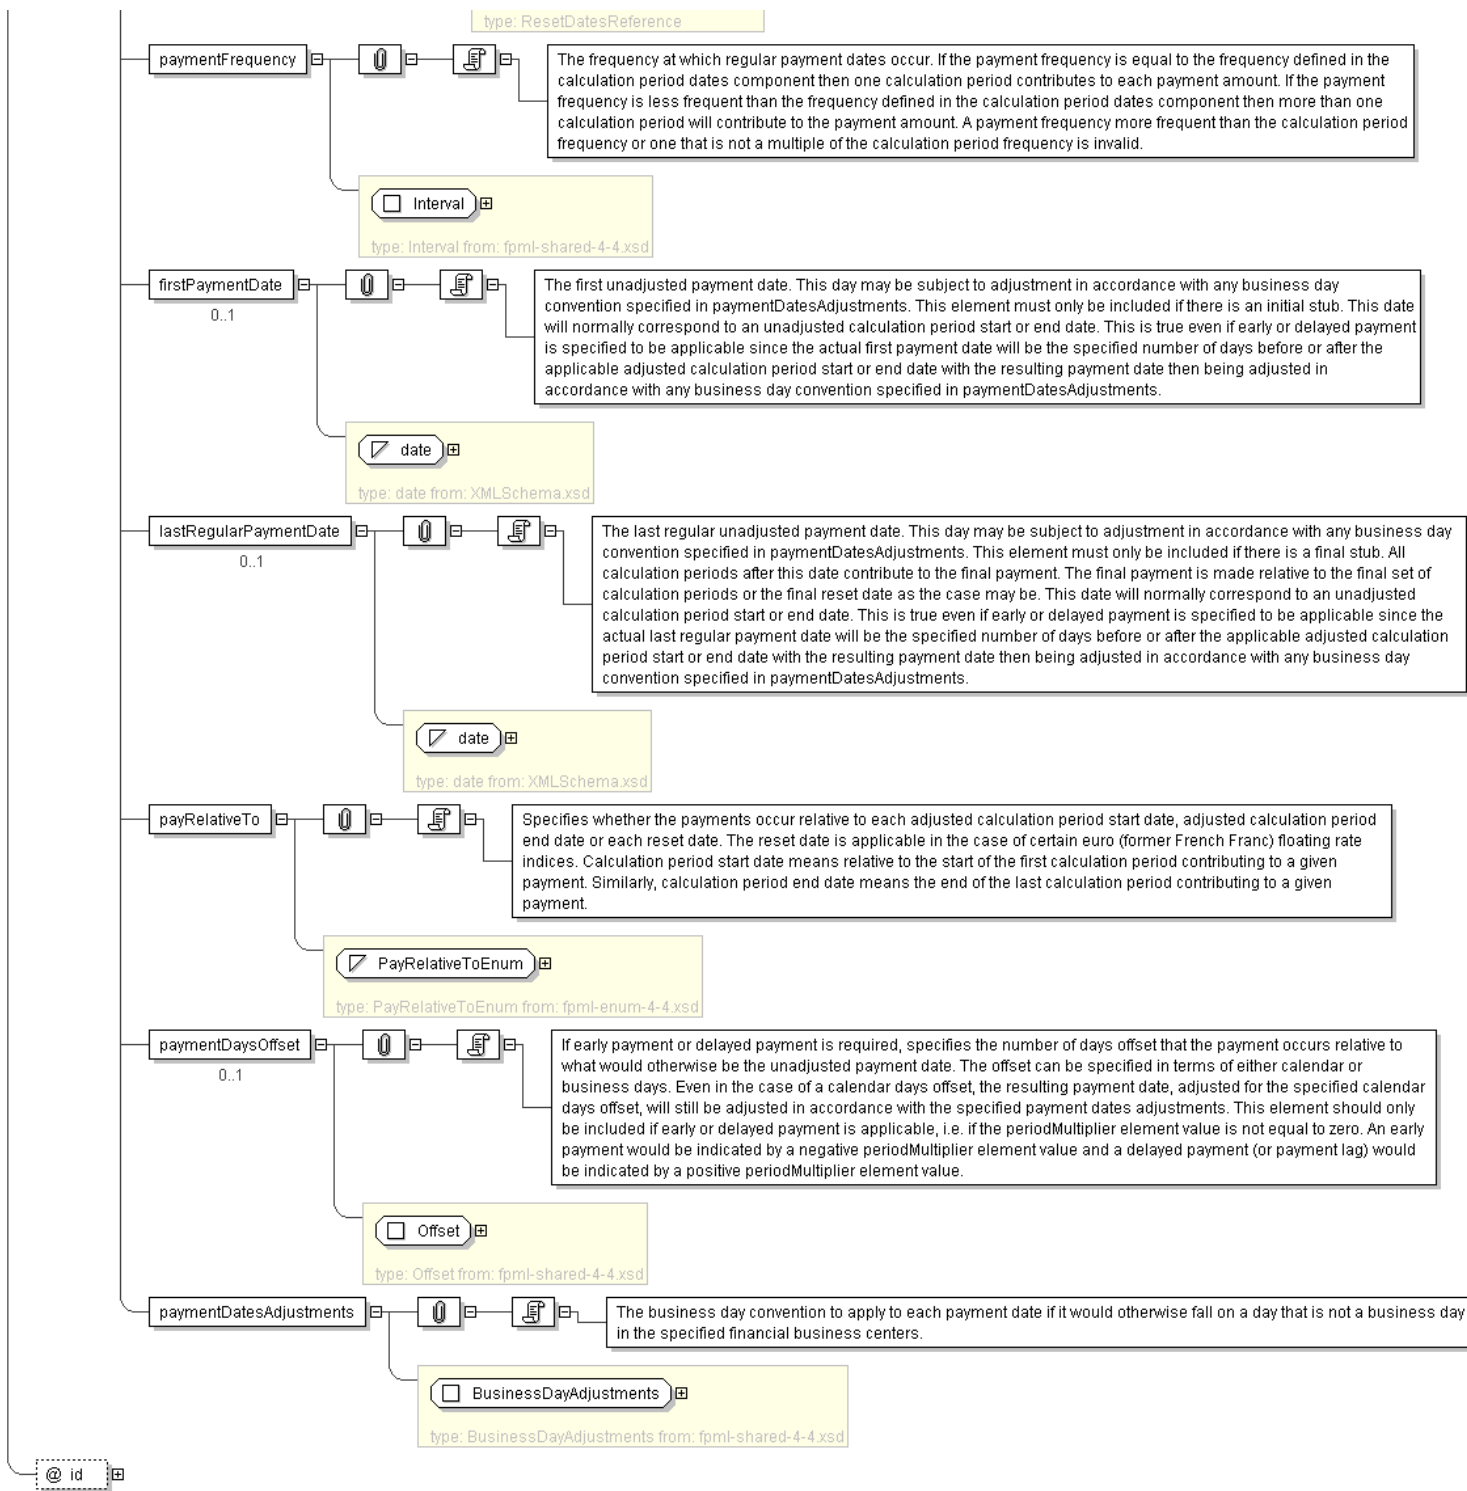 type: ResetDatesReference
paymentFrequency
The frequency at which regular payment dates occur. If the payment frequency is equal to the frequency defined in the
calculation period dates component then one calculation period contributes to each payment amount. If the payment
frequency is less frequent than the frequency defined in the calculation period dates component then more than one
calculation period will contribute to the payment amount. A payment frequency more frequent than the calculation period
frequency or one that is not a multiple of the calculation period frequency is invalid.
Interval
type: Interval from: fpml-shared-4-4.xsd
firstPaymentDate
0..1
The first unadjusted payment date. This day may be subject to adjustment in accordance with any business day
convention specified in paymentDatesAdjustments. This element must only be included if there is an initial stub. This date
will normally correspond to an unadjusted calculation period start or end date. This is true even if early or delayed payment
is specified to be applicable since the actual first payment date will be the specified number of days before or after the
applicable adjusted calculation period start or end date with the resulting payment date then being adjusted in
accordance with any business day convention specified in paymentDatesAdjustments.
date
type: date from: XMLSchema.xsd
lastRegularPaymentDate
0..1
The last regular unadjusted payment date. This day may be subject to adjustment in accordance with any business day
convention specified in paymentDatesAdjustments. This element must only be included if there is a final stub. All
calculation periods after this date contribute to the final payment. The final payment is made relative to the final set of
calculation periods or the final reset date as the case may be. This date will normally correspond to an unadjusted
calculation period start or end date. This is true even if early or delayed payment is specified to be applicable since the
actual last regular payment date will be the specified number of days before or after the applicable adjusted calculation
period start or end date with the resulting payment date then being adjusted in accordance with any business day
convention specified in paymentDatesAdjustments.
date
type: date from: XMLSchema.xsd
payRelativeTo
Specifies whether the payments occur relative to each adjusted calculation period start date, adjusted calculation period
end date or each reset date. The reset date is applicable in the case of certain euro (former French Franc) floating rate
indices. Calculation period start date means relative to the start of the first calculation period contributing to a given
payment. Similarly, calculation period end date means the end of the last calculation period contributing to a given
payment.
PayRelativeToEnum
type: PayRelativeToEnum from: fpml-enum-4-4.xsd
paymentDaysOffset
0..1
If early payment or delayed payment is required, specifies the number of days offset that the payment occurs relative to
what would otherwise be the unadjusted payment date. The offset can be specified in terms of either calendar or
business days. Even in the case of a calendar days offset, the resulting payment date, adjusted for the specified calendar
days offset, will still be adjusted in accordance with the specified payment dates adjustments. This element should only
be included if early or delayed payment is applicable, i.e. if the periodMultiplier element value is not equal to zero. An early
payment would be indicated by a negative periodMultiplier element value and a delayed payment (or payment lag) would
be indicated by a positive periodMultiplier element value.
Offset
type: Offset from: fpml-shared-4-4.xsd
paymentDatesAdjustments
The business day convention to apply to each payment date if it would otherwise fall on a day that is not a business day
in the specified financial business centers.
BusinessDayAdjustments
type: BusinessDayAdjustments from: fpml-shared-4-4.xsd
@ id